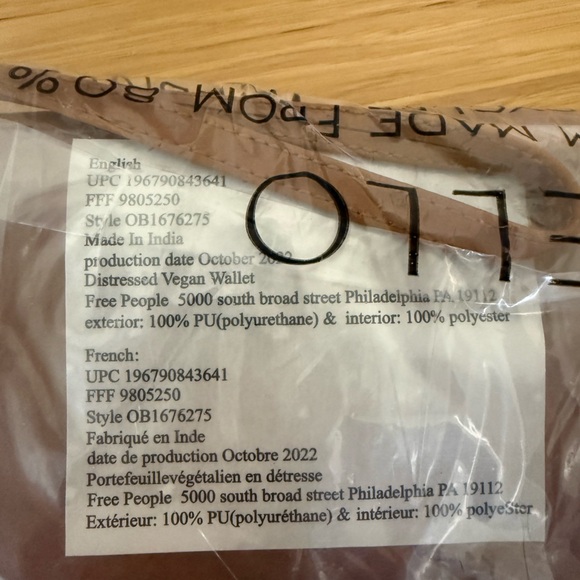 MADE FROM 80%
ELLO
English
UPC 196790843641
FFF 9805250
Style OB1676275
Made In India
production date October 2022
Distressed Vegan Wallet
Free People 5000 south broad street Philadelphia PA 19112
exterior: 100% PU(polyurethane) & interior: 100% polyester
French:
UPC 196790843641
FFF 9805250
Style OB1676275
Fabriqué en Inde
date de production Octobre 2022
Portefeuillevégétalien en détresse
Free People 5000 south broad street Philadelphia PA 19112
Extérieur: 100% PU(polyuréthane) & intérieur: 100% polyeSter